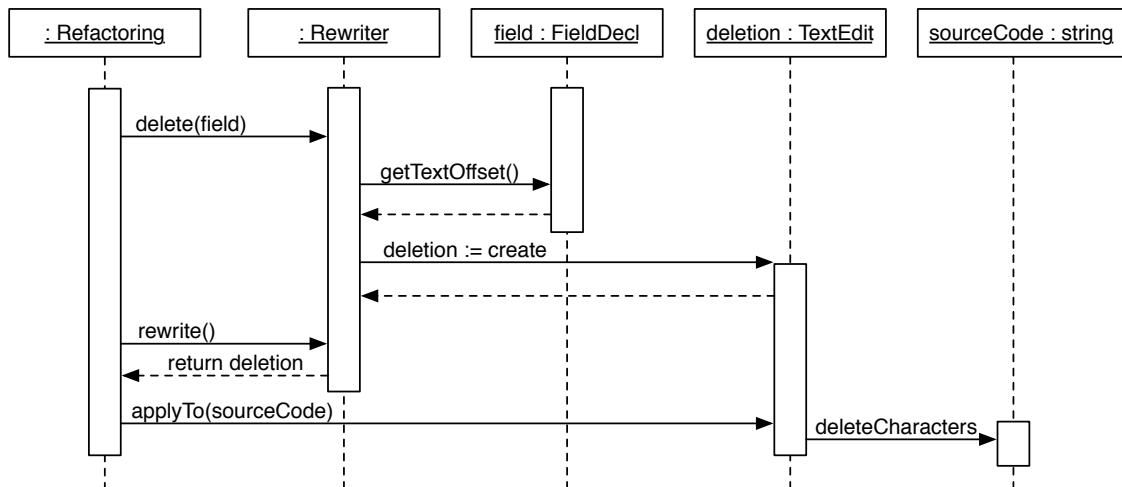 : Refactoring
: Rewriter
field : FieldDecl
deletion : TextEdit
sourceCode : string
delete(field)
getTextOffset()
deletion := create
rewrite()
return deletion
applyTo(sourceCode)
deleteCharacters